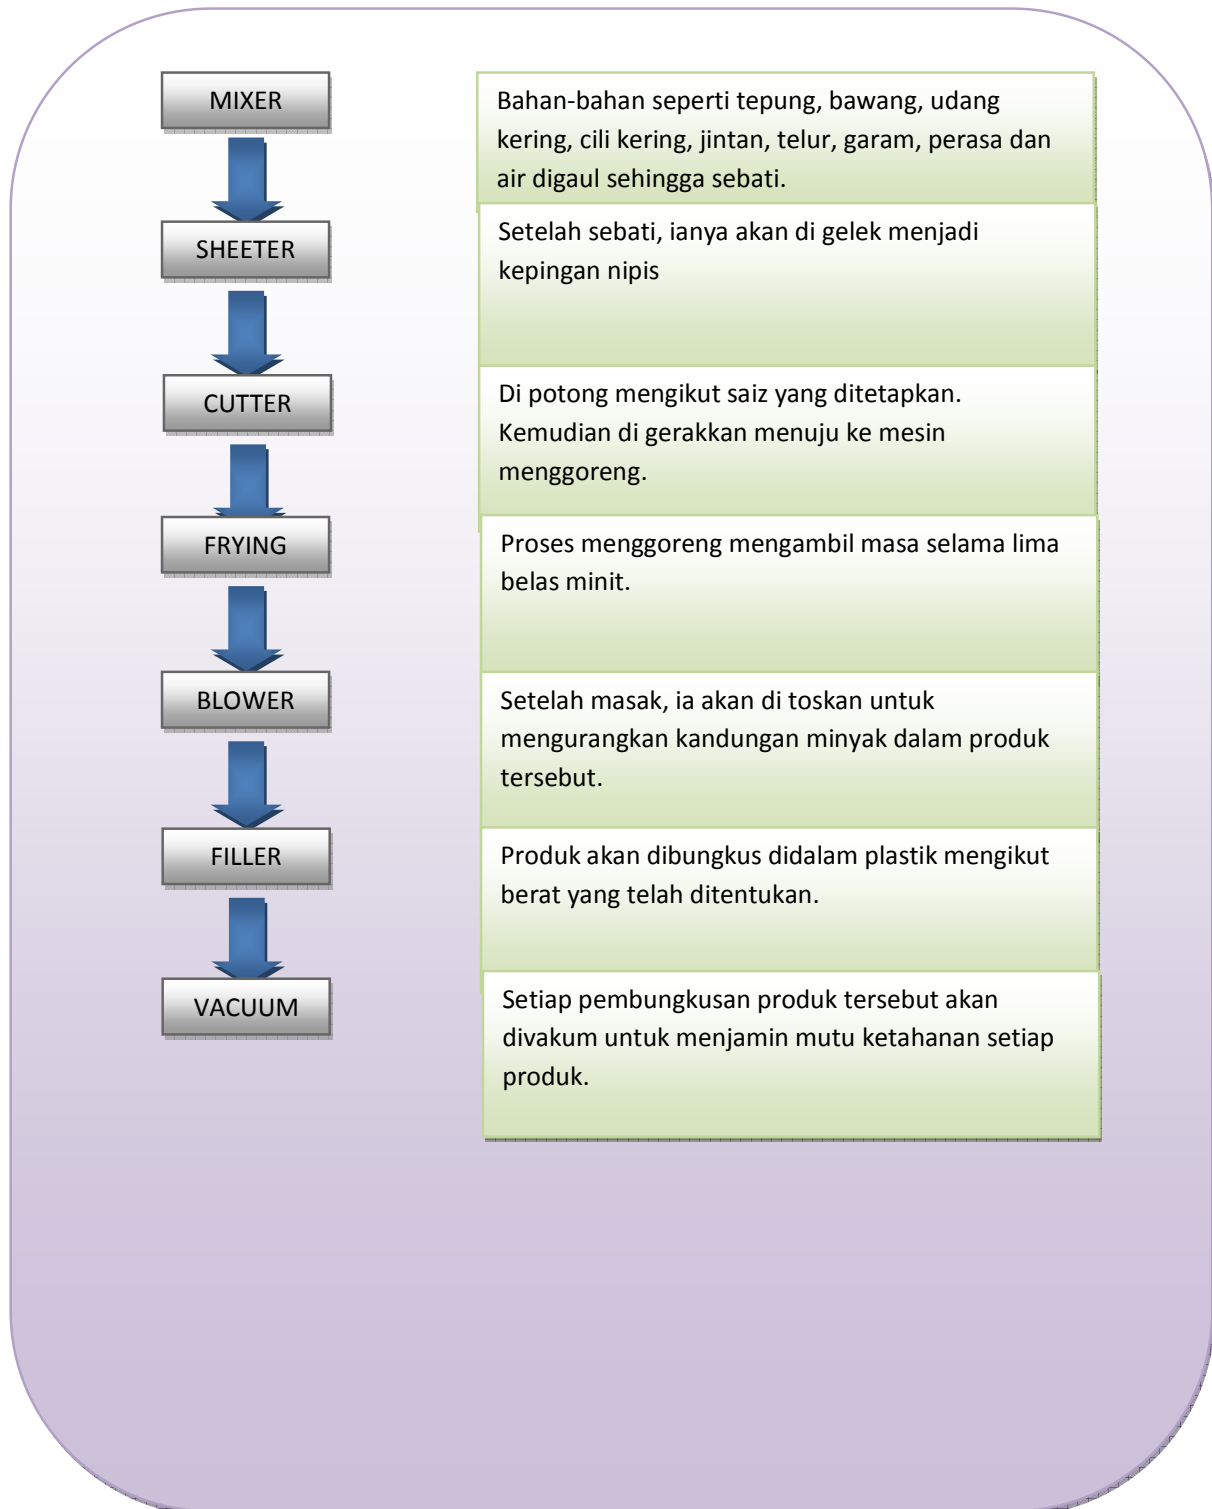 MIXER
Bahan-bahan seperti tepung, bawang, udang
kering, cili kering, jintan, telur, garam, perasa dan
air digaul sehingga sebati.
SHEETER
Setelah sebati, ianya akan di gelek menjadi
kepingan nipis
CUTTER
Di potong mengikut saiz yang ditetapkan.
Kemudian di gerakkan menuju ke mesin
menggoreng.
FRYING
Proses menggoreng mengambil masa selama lima
belas minit.
BLOWER
Setelah masak, ia akan di toskan untuk
mengurangkan kandungan minyak dalam produk
tersebut.
FILLER
Produk akan dibungkus didalam plastik mengikut
berat yang telah ditentukan.
VACUUM
Setiap pembungkusan produk tersebut akan
divakum untuk menjamin mutu ketahanan setiap
produk.